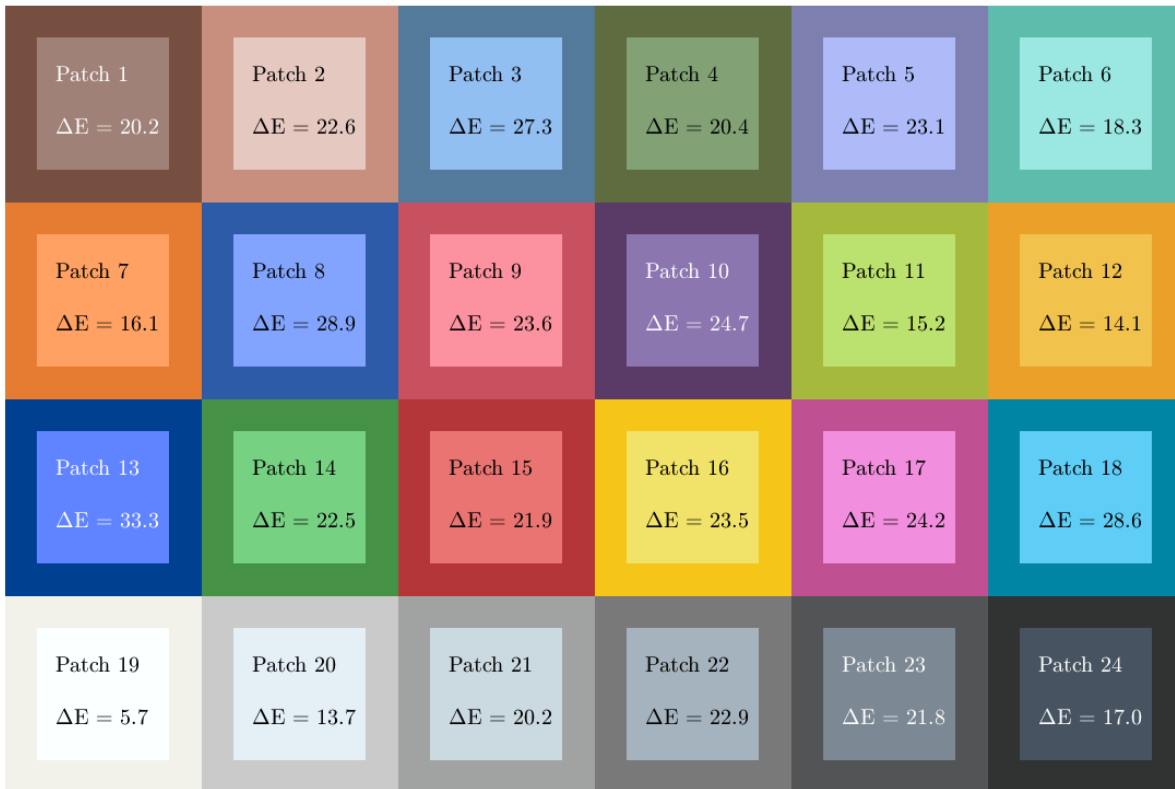 Patch 1
ΔE = 20.2
Patch 2
ΔE = 22.6
Patch 3
ΔE = 27.3
Patch 4
ΔE = 20.4
Patch 5
ΔE = 23.1
Patch 6
ΔE = 18.3
Patch 7
ΔE = 16.1
Patch 8
ΔE = 28.9
Patch 9
ΔE = 23.6
Patch 10
ΔE = 24.7
Patch 11
ΔE = 15.2
Patch 12
ΔE = 14.1
Patch 13
ΔE = 33.3
Patch 14
ΔE = 22.5
Patch 15
ΔE = 21.9
Patch 16
ΔE = 23.5
Patch 17
ΔE = 24.2
Patch 18
ΔE = 28.6
Patch 19
ΔE = 5.7
Patch 20
ΔE = 13.7
Patch 21
ΔE = 20.2
Patch 22
ΔE = 22.9
Patch 23
ΔE = 21.8
Patch 24
ΔE = 17.0